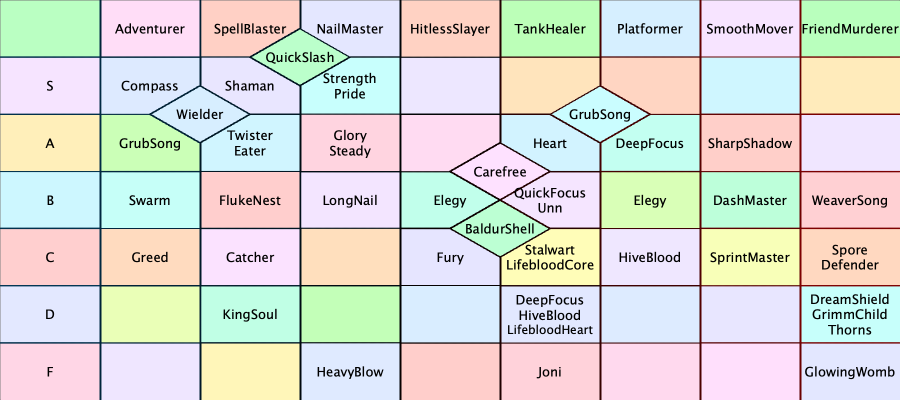 Adventurer
SpellBlaster
NailMaster
HitlessSlayer
TankHealer
Platformer
SmoothMover
FriendMurderer
QuickSlash
S
Compass
Shaman
Strength
Pride
Wielder
GrubSong
A
GrubSong
Twister
Eater
Glory
Steady
Heart
DeepFocus
SharpShadow
Carefree
B
Swarm
FlukeNest
LongNail
Elegy
QuickFocus
Unn
Elegy
DashMaster
WeaverSong
BaldurShell
C
Greed
Catcher
Fury
Stalwart
LifebloodCore
HiveBlood
SprintMaster
Spore
Defender
D
KingSoul
DeepFocus
HiveBlood
LifebloodHeart
DreamShield
GrimmChild
Thorns
F
HeavyBlow
Joni
GlowingWomb